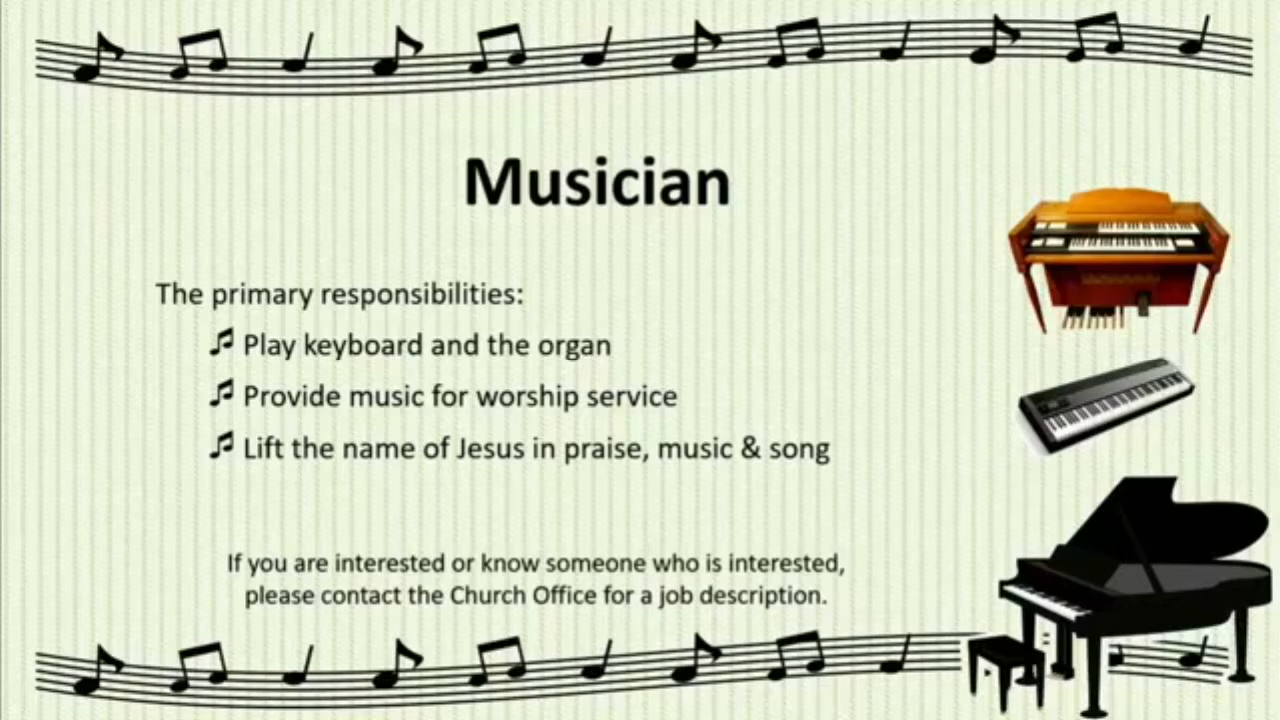 Musician
The primary responsibilities:
Play keyboard and the organ
Provide music for worship service
Lift the name of Jesus in praise, music & song
If you are interested or know someone who is interested,
please contact the Church Office for a job description.